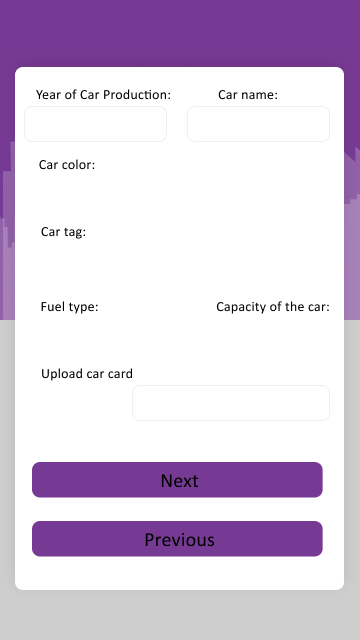 Year of Car Production:
Car name:
Car color:
Car tag:
Fuel type:
Capacity of the car:
Upload car card
Next
Previous